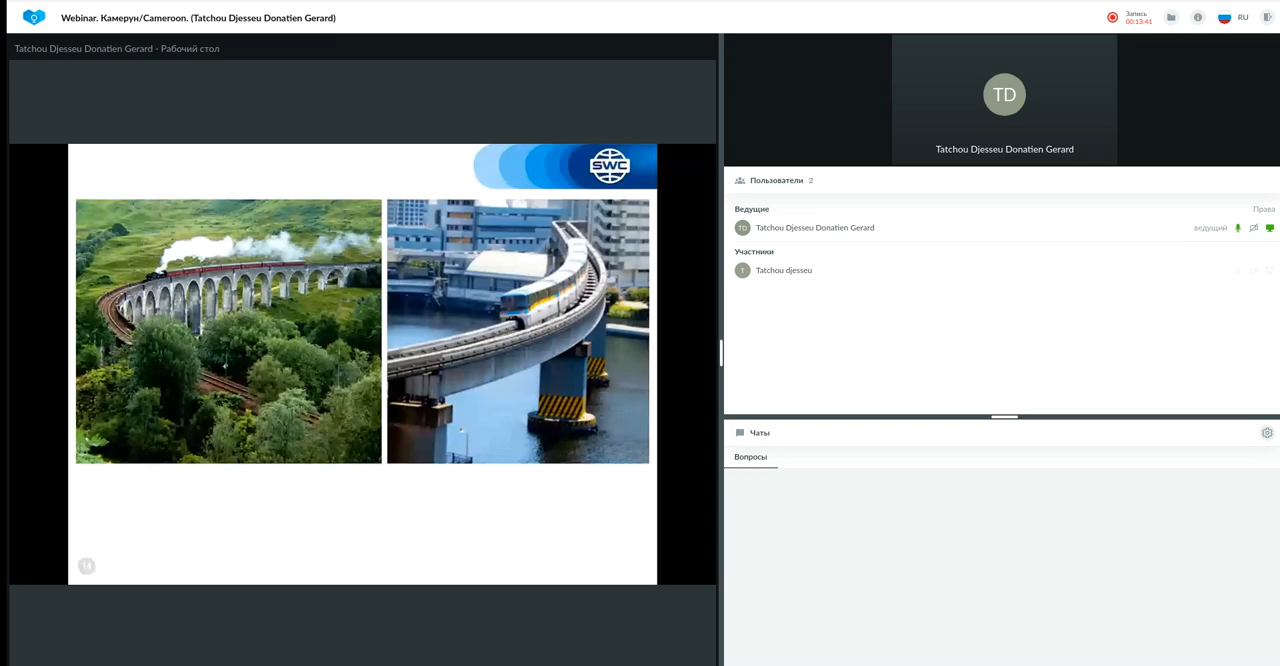 Webinar. Камерун/Cameroon. (Tatchou Djesseu Donatien Gerard)
Запись
00:13:41
RU
Tatchou Djesseu Donatien Gerard - Рабочий стол
SWC
14
TD
Tatchou Djesseu Donatien Gerard
Пользователи 2
Ведущие Права
TD Tatchou Djesseu Donatien Gerard ведущий
Участники
T Tatchou djesseu
Чаты
Вопросы